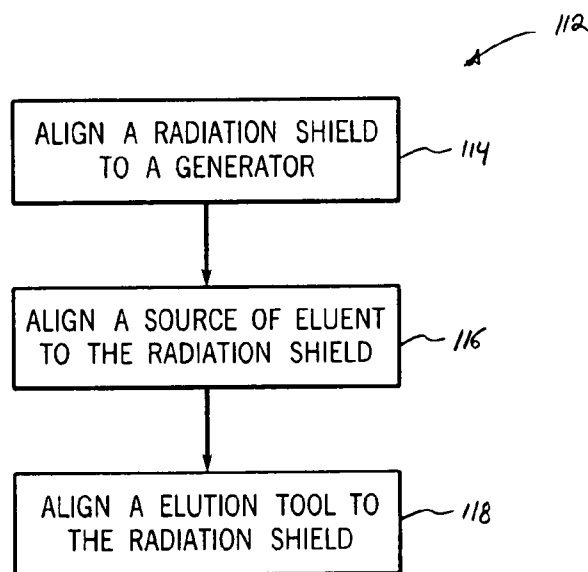 112
ALIGN A RADIATION SHIELD
TO A GENERATOR
114
ALIGN A SOURCE OF ELUENT
TO THE RADIATION SHIELD
116
ALIGN A ELUTION TOOL TO
THE RADIATION SHIELD
118